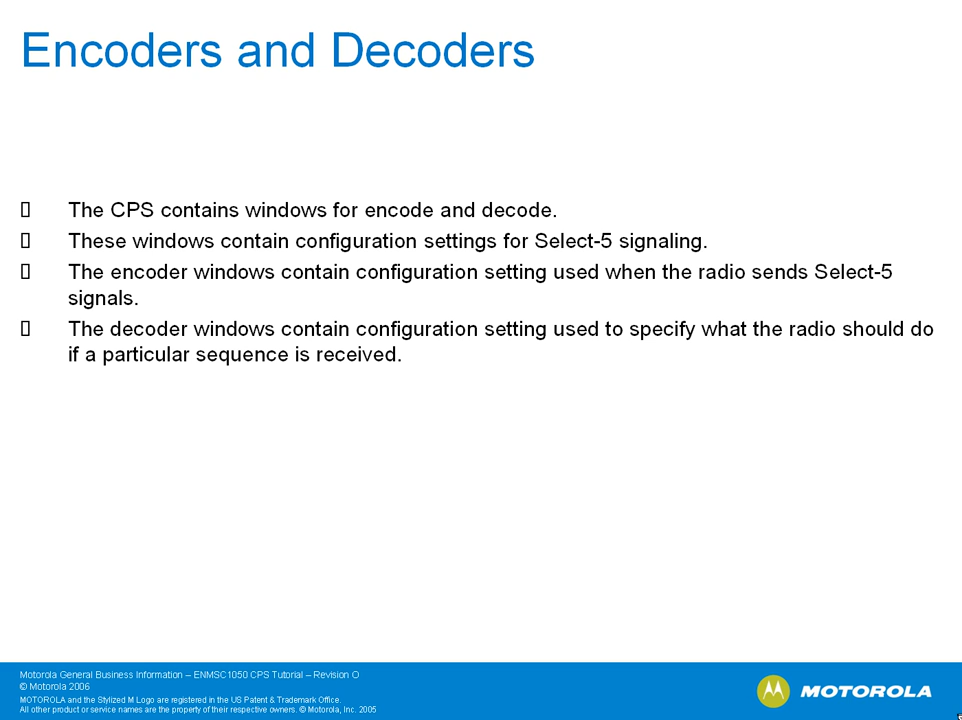 Encoders and Decoders
The CPS contains windows for encode and decode.
These windows contain configuration settings for Select-5 signaling.
The encoder windows contain configuration setting used when the radio sends Select-5
signals.
The decoder windows contain configuration setting used to specify what the radio should do
if a particular sequence is received.
Motorola General Business Information – ENMSC1050 CPS Tutorial – Revision O
© Motorola 2006
MOTOROLA and the Stylized M Logo are registered in the US Patent & Trademark Office.
All other product or service names are the property of their respective owners. © Motorola, Inc. 2005
MOTOROLA